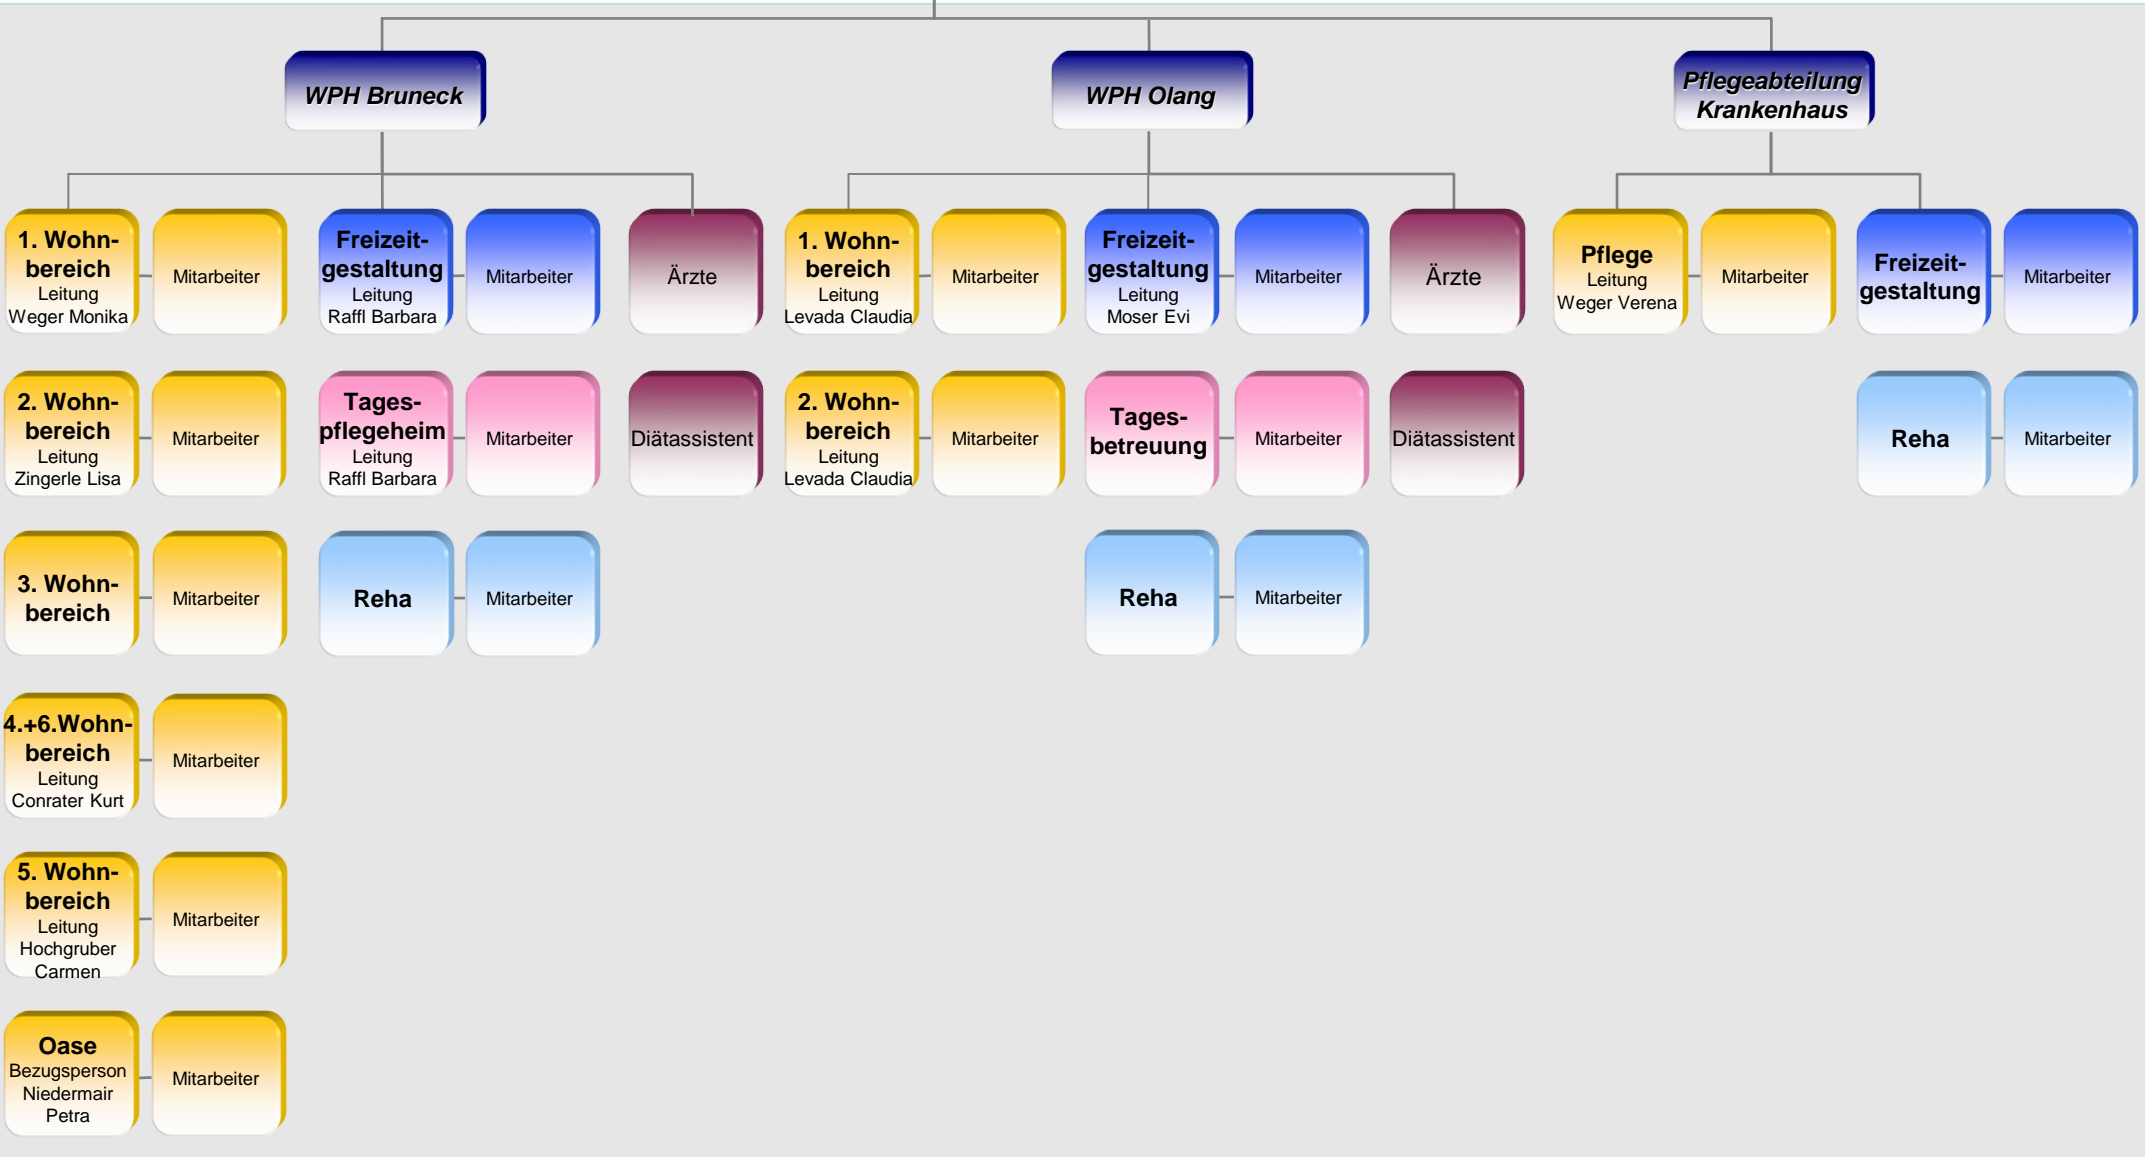 WPH Bruneck
WPH Olang
Pflegeabteilung
Krankenhaus
1. Wohn-
bereich
Leitung
Weger Monika
Mitarbeiter
Freizeit-
gestaltung
Leitung
Raffl Barbara
Mitarbeiter
Ärzte
1. Wohn-
bereich
Leitung
Levada Claudia
Mitarbeiter
Freizeit-
gestaltung
Leitung
Moser Evi
Mitarbeiter
Ärzte
Pflege
Leitung
Weger Verena
Mitarbeiter
Freizeit-
gestaltung
Mitarbeiter
2. Wohn-
bereich
Leitung
Zingerle Lisa
Mitarbeiter
Tages-
pflegeheim
Leitung
Raffl Barbara
Mitarbeiter
Diätassistent
2. Wohn-
bereich
Leitung
Levada Claudia
Mitarbeiter
Tages-
betreuung
Mitarbeiter
Diätassistent
Reha
Mitarbeiter
3. Wohn-
bereich
Mitarbeiter
Reha
Mitarbeiter
Reha
Mitarbeiter
4.+6.Wohn-
bereich
Leitung
Conrater Kurt
Mitarbeiter
5. Wohn-
bereich
Leitung
Hochgruber
Carmen
Mitarbeiter
Oase
Bezugsperson
Niedermair
Petra
Mitarbeiter